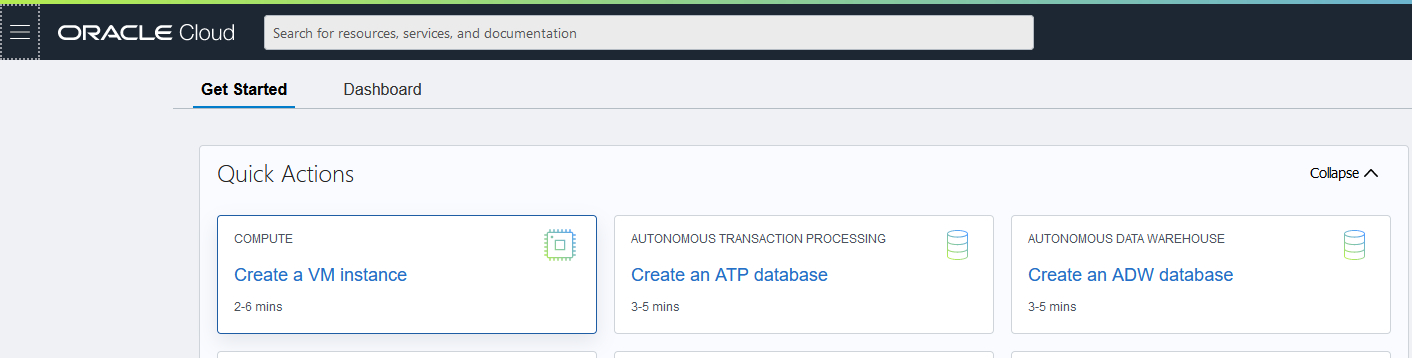 ORACLE Cloud
Search for resources, services, and documentation
Get Started
Dashboard
Quick Actions
Collapse
COMPUTE
Create a VM instance
2-6 mins
AUTONOMOUS TRANSACTION PROCESSING
Create an ATP database
3-5 mins
AUTONOMOUS DATA WAREHOUSE
Create an ADW database
3-5 mins